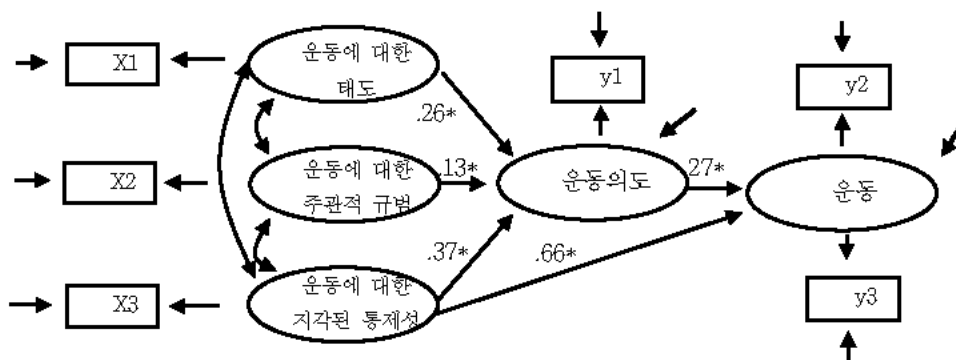 X1
운동에 대한
태도
y1
y2
.26*
X2
운동에 대한
주관적 규범
.13*
운동의도
.27*
운동
.37*
.66*
X3
운동에 대한
지각된 통제성
y3